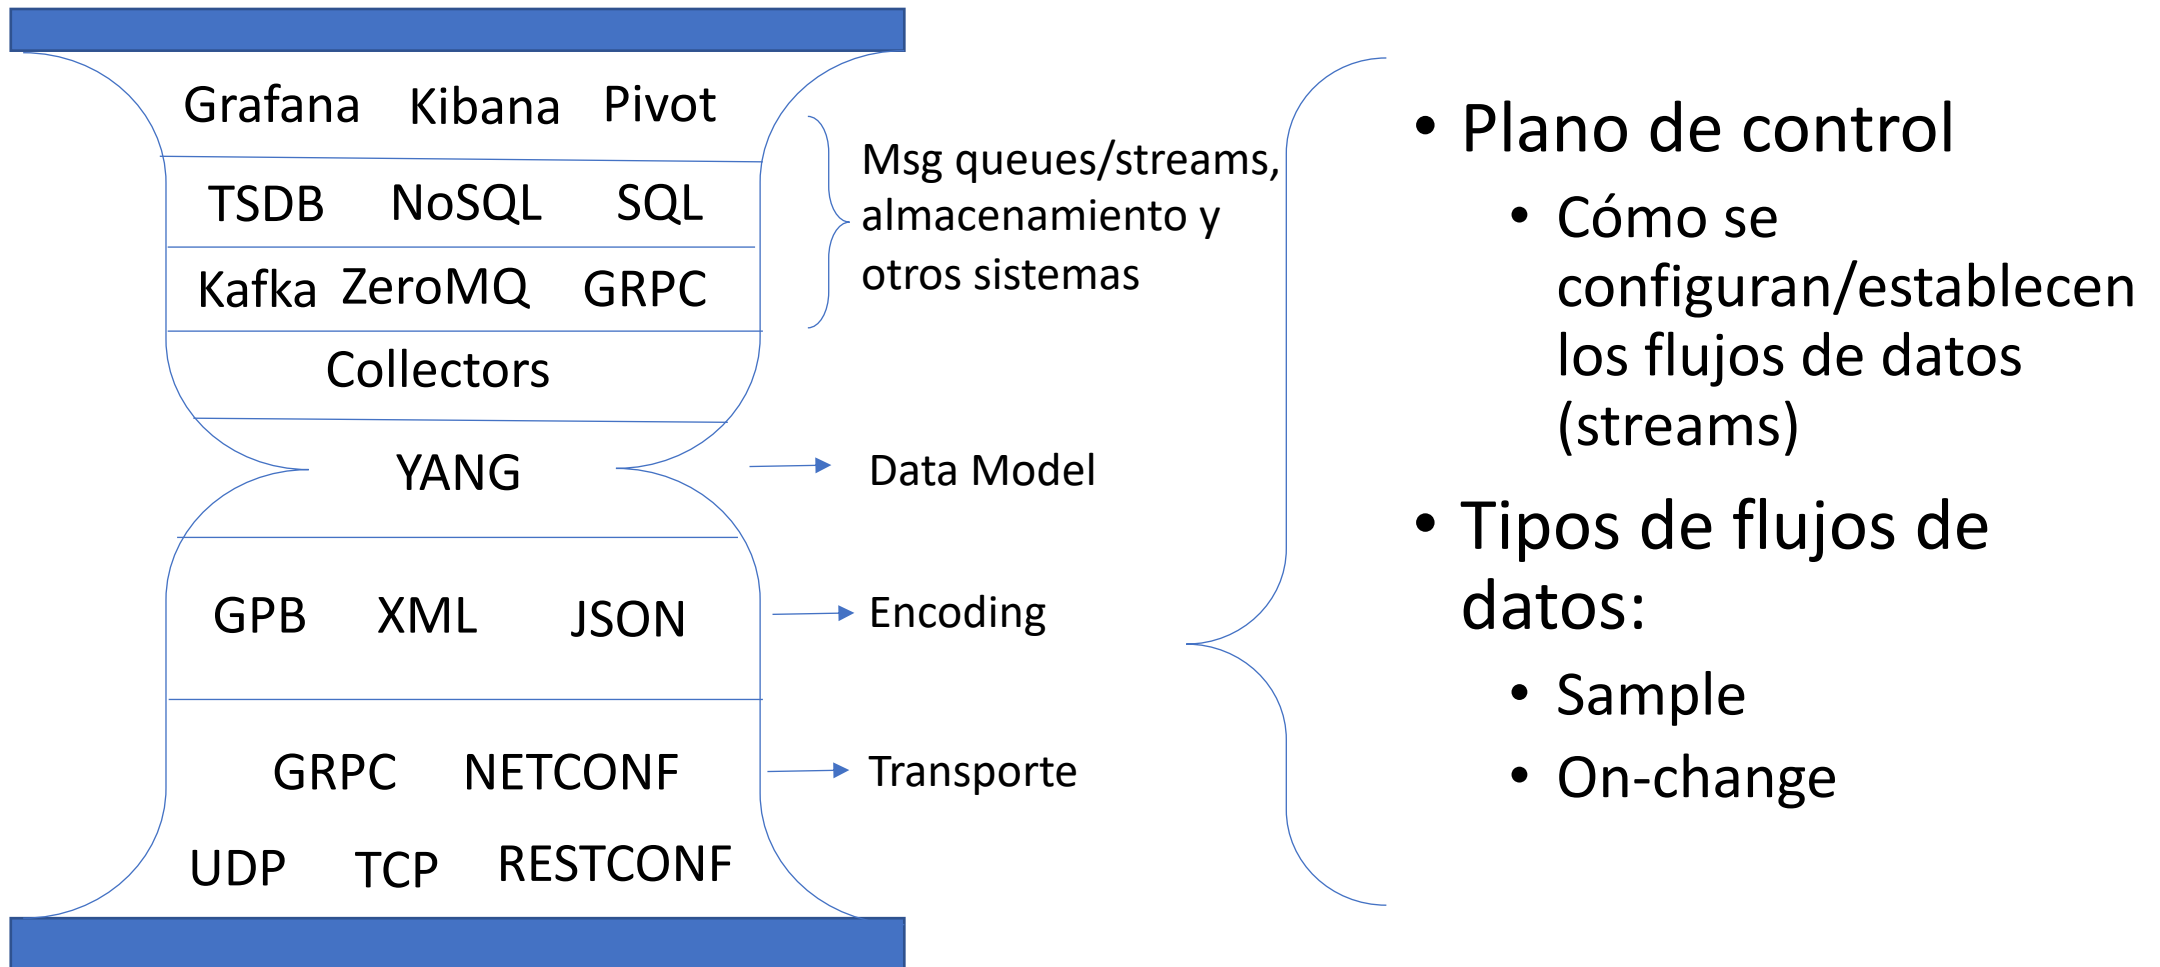 Grafana Kibana Pivot
TSDB NoSQL SQL
Kafka ZeroMQ GRPC
Collectors
YANG
GPB XML JSON
GRPC NETCONF
UDP TCP RESTCONF
Msg queues/streams,
almacenamiento y
otros sistemas
Data Model
Encoding
Transporte
• Plano de control
• Cómo se
configuran/establecen
los flujos de datos
(streams)
• Tipos de flujos de
datos:
• Sample
• On-change